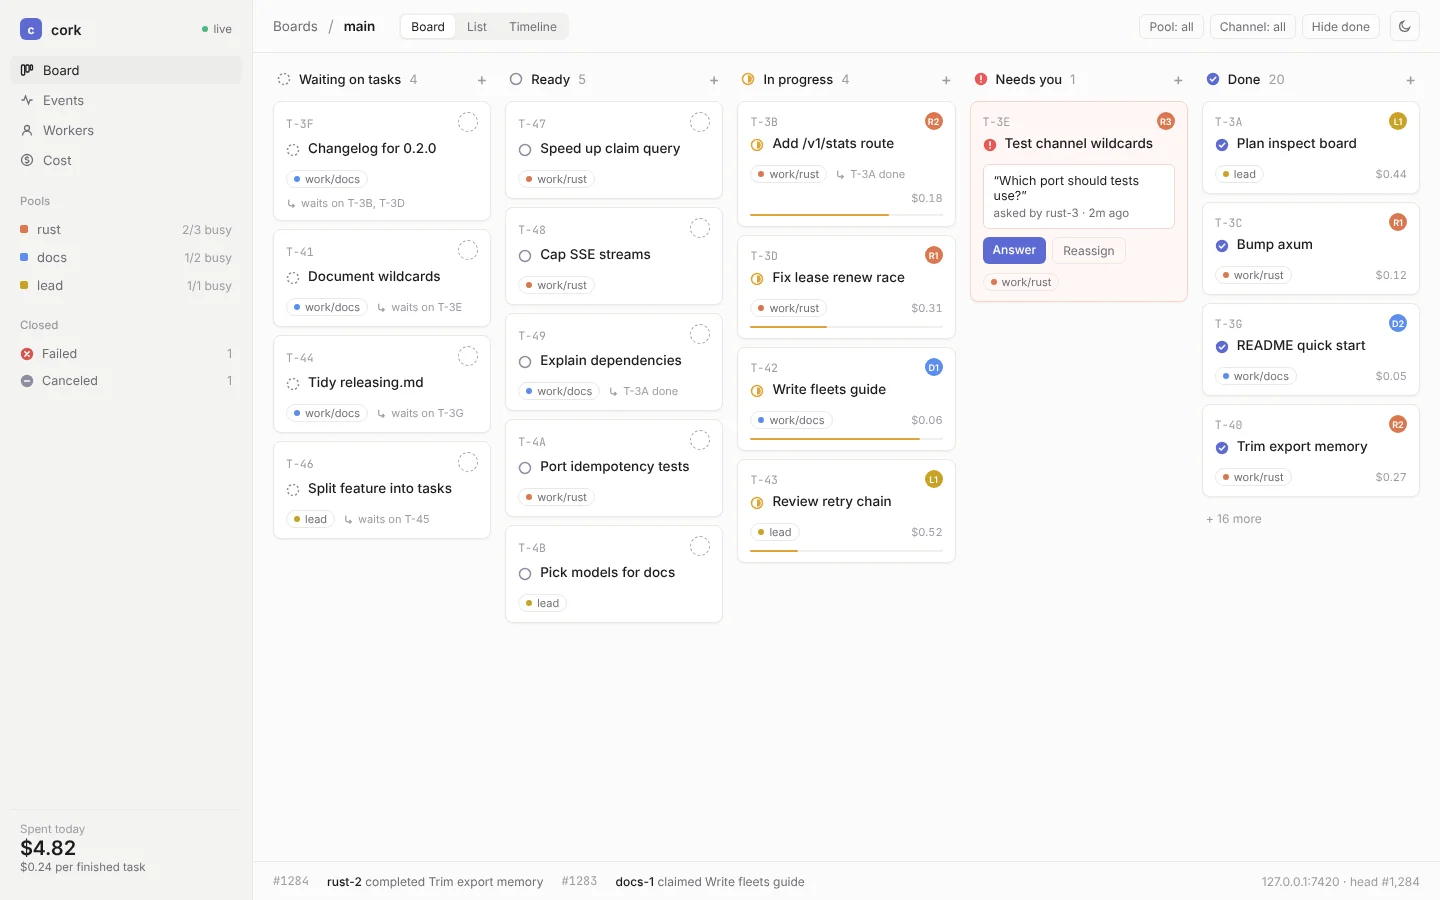 c cork live
Board
Events
Workers
Cost
Pools
rust 2/3 busy
docs 1/2 busy
lead 1/1 busy
Closed
Failed 1
Canceled 1
Spent today
$4.82
$0.24 per finished task
Boards / main Board List Timeline Pool: all Channel: all Hide done
Waiting on tasks 4 +
T-3F
Changelog for 0.2.0
work/docs
waits on T-3B, T-3D
T-41
Document wildcards
work/docs waits on T-3E
T-44
Tidy releasing.md
work/docs waits on T-3G
T-46
Split feature into tasks
lead waits on T-45
Ready 5 +
T-47
Speed up claim query
work/rust
T-48
Cap SSE streams
work/rust
T-49
Explain dependencies
work/docs T-3A done
T-4A
Port idempotency tests
work/rust
T-4B
Pick models for docs
lead
In progress 4 +
T-3B R2
Add /v1/stats route
work/rust T-3A done
$0.18
T-3D R1
Fix lease renew race
work/rust $0.31
T-42 D1
Write fleets guide
work/docs $0.06
T-43 L1
Review retry chain
lead $0.52
Needs you 1 +
T-3E R3
Test channel wildcards
“Which port should tests
use?”
asked by rust-3 · 2m ago
Answer Reassign
work/rust
Done 20 +
T-3A L1
Plan inspect board
lead $0.44
T-3C R1
Bump axum
work/rust $0.12
T-3G D2
README quick start
work/docs $0.05
T-40 R2
Trim export memory
work/rust $0.27
+ 16 more
#1284 rust-2 completed Trim export memory #1283 docs-1 claimed Write fleets guide 127.0.0.1:7420 · head #1,284